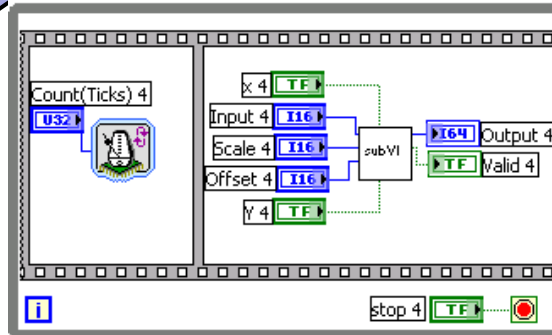 Count(Ticks) 4
U32
x 4 TF
Input 4 I16
Scale 4 I16
Offset 4 I16
Y 4 TF
subVI
I64 Output 4
TF Valid 4
i
stop 4 TF